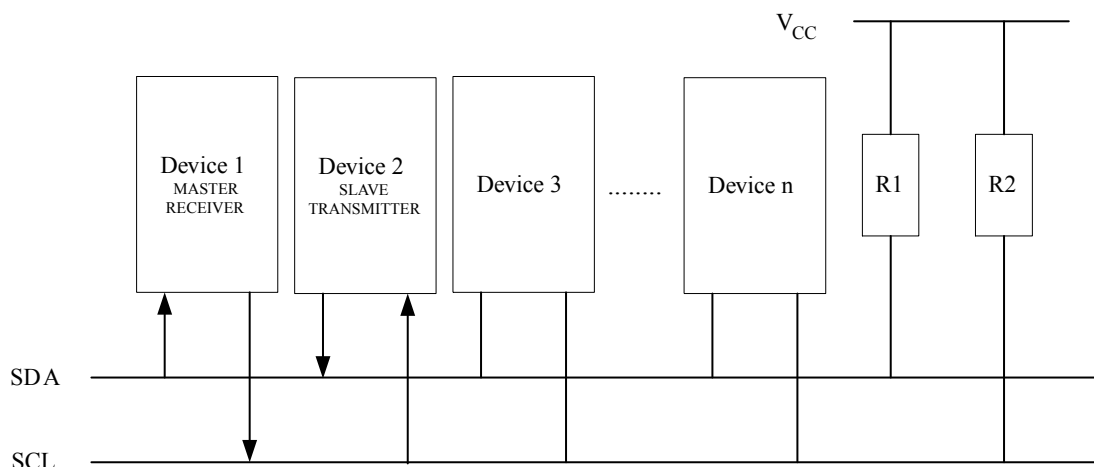 V_CC
Device 1
MASTER
RECEIVER
Device 2
SLAVE
TRANSMITTER
Device 3
........
Device n
R1
R2
SDA
SCL